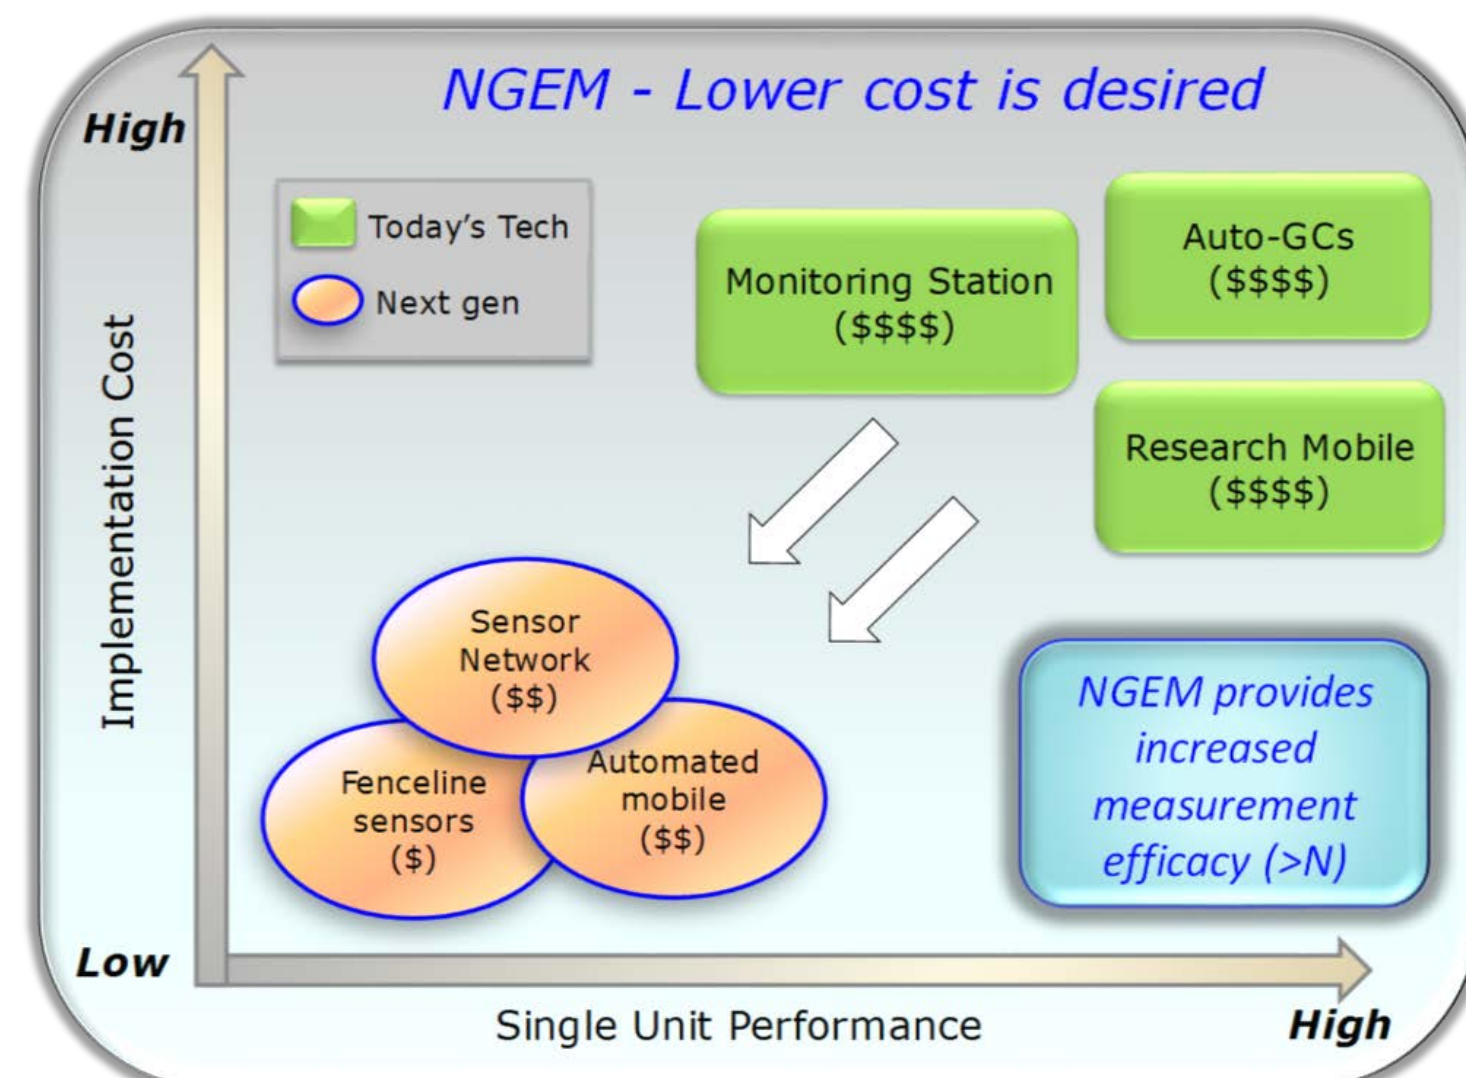 NGEM - Lower cost is desired
High
Today's Tech
Next gen
Monitoring Station
($$$$)
Auto-GCs
($$$$)
Research Mobile
($$$$)
Implementation Cost
Sensor
Network
($$)
Fenceline
sensors
($)
Automated
mobile
($$)
NGEM provides
increased
measurement
efficacy (>N)
Low
Single Unit Performance
High